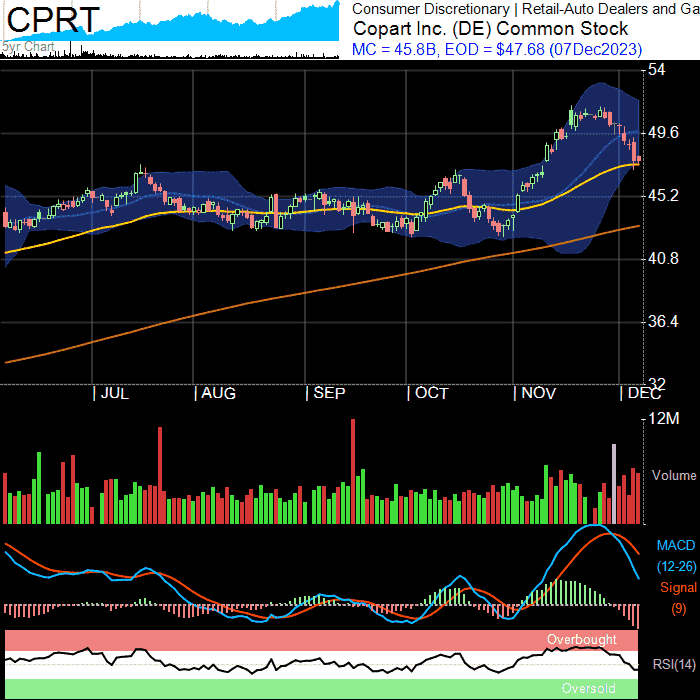 CPRT
5yr Chart
Consumer Discretionary | Retail-Auto Dealers and Ga
Copart Inc. (DE) Common Stock
MC = 45.8B, EOD = $47.68 (07Dec2023)
54
49.6
45.2
40.8
36.4
32
JUL AUG SEP OCT NOV DEC
12M
Volume
MACD
(12-26)
Signal
(9)
Overbought
RSI(14)
Oversold